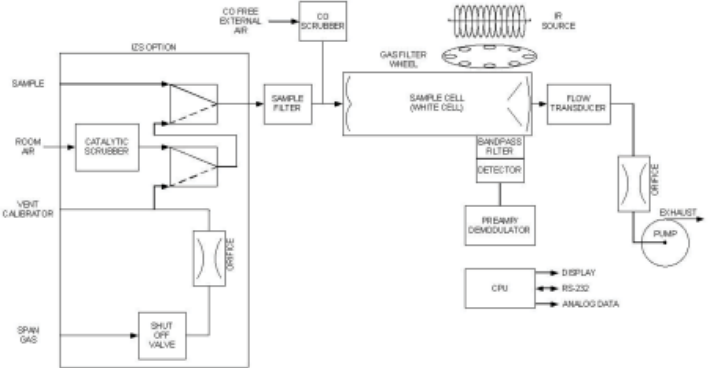 CO FREE
EXTERNAL
AIR
CO
SCRUBBER
IR
SOURCE
IZS OPTION
GAS FILTER
WHEEL
SAMPLE
SAMPLE
FILTER
SAMPLE CELL
(WHITE CELL)
FLOW
TRANSDUCER
ROOM
AIR
CATALYTIC
SCRUBBER
BANDPASS
FILTER
DETECTOR
ORIFICE
VENT
CALIBRATOR
EXHAUST
PREAMP/
DEMODULATOR
PUMP
ORIFICE
CPU
DISPLAY
RS-232
ANALOG DATA
SPAN
GAS
SHUT
OFF
VALVE